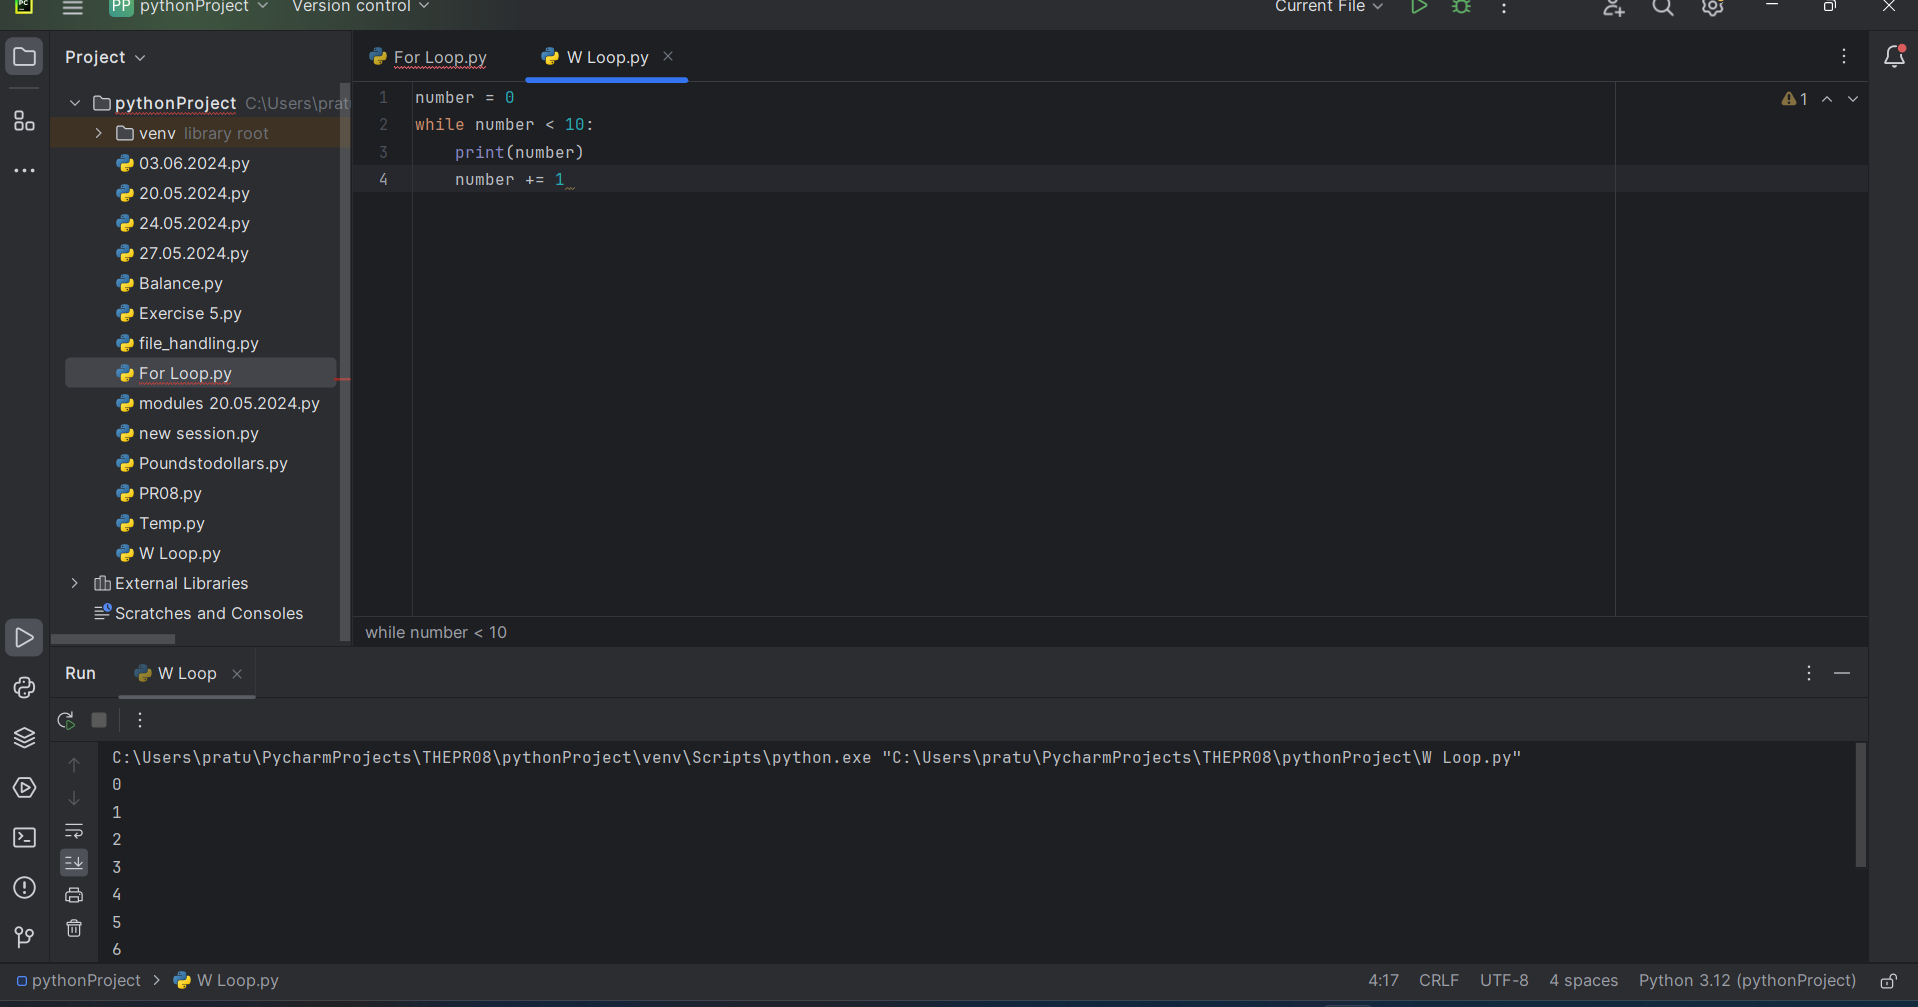 PC
PP pythonProject Version control Current File
Project
For Loop.py W Loop.py
pythonProject C:\Users\prat
venv library root
03.06.2024.py
20.05.2024.py
24.05.2024.py
27.05.2024.py
Balance.py
Exercise 5.py
file_handling.py
For Loop.py
modules 20.05.2024.py
new session.py
Poundstodollars.py
PR08.py
Temp.py
W Loop.py
External Libraries
Scratches and Consoles
1 number = 0
2 while number < 10:
3     print(number)
4     number += 1
1
while number < 10
Run W Loop
C:\Users\pratu\PycharmProjects\THEPR08\pythonProject\venv\Scripts\python.exe "C:\Users\pratu\PycharmProjects\THEPR08\pythonProject\W Loop.py"
0
1
2
3
4
5
6
pythonProject > W Loop.py 4:17 CRLF UTF-8 4 spaces Python 3.12 (pythonProject)